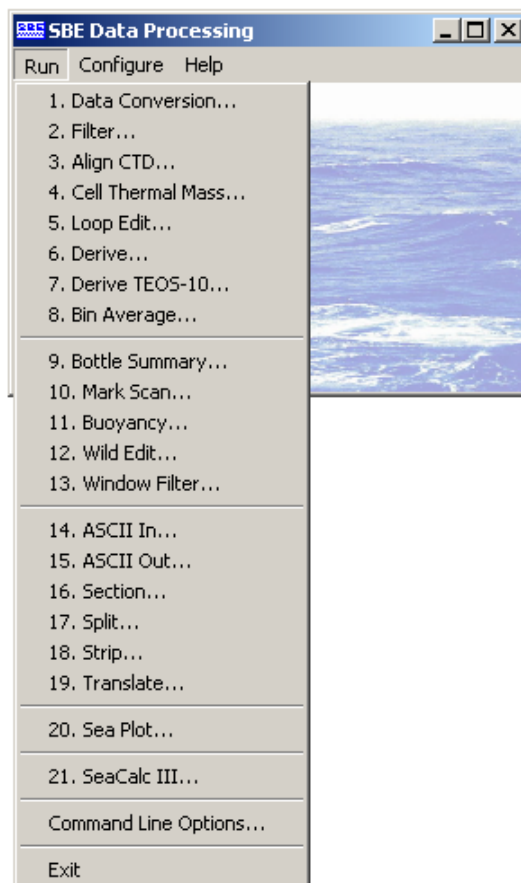 SBE SBE Data Processing
Run Configure Help
1. Data Conversion...
2. Filter...
3. Align CTD...
4. Cell Thermal Mass...
5. Loop Edit...
6. Derive...
7. Derive TEOS-10...
8. Bin Average...
9. Bottle Summary...
10. Mark Scan...
11. Buoyancy...
12. Wild Edit...
13. Window Filter...
14. ASCII In...
15. ASCII Out...
16. Section...
17. Split...
18. Strip...
19. Translate...
20. Sea Plot...
21. SeaCalc III...
Command Line Options...
Exit